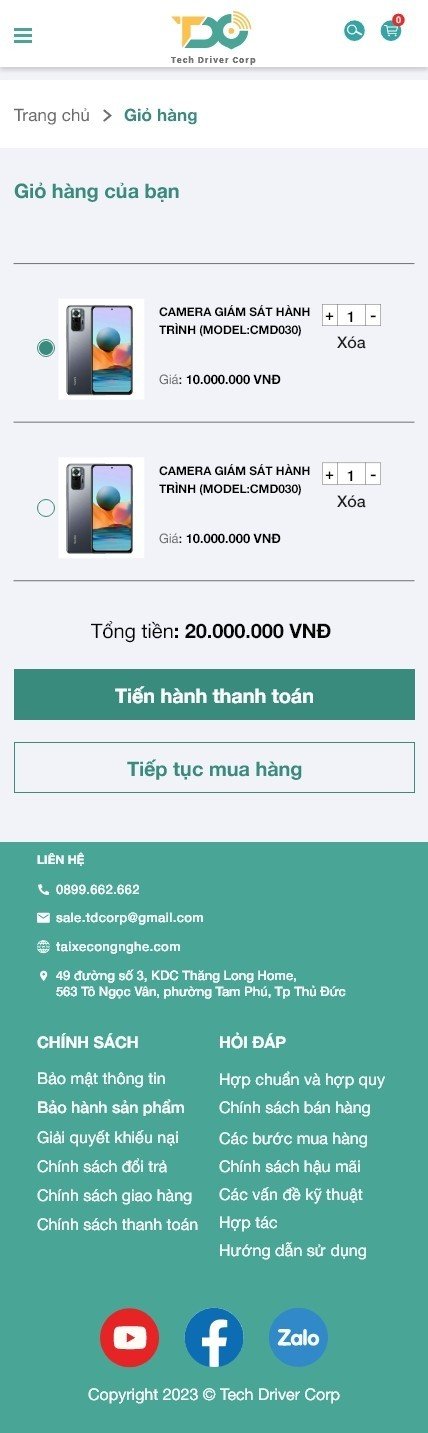 0
Tech Driver Corp
Trang chủ > Giỏ hàng
Giỏ hàng của bạn
CAMERA GIÁM SÁT HÀNH
TRÌNH (MODEL:CMD030)
+ 1 -
Xóa
Giá: 10.000.000 VNĐ
CAMERA GIÁM SÁT HÀNH
TRÌNH (MODEL:CMD030)
+ 1 -
Xóa
Giá: 10.000.000 VNĐ
Tổng tiền: 20.000.000 VNĐ
Tiến hành thanh toán
Tiếp tục mua hàng
LIÊN HỆ
0899.662.662
sale.tdcorp@gmail.com
taixecongnghe.com
49 đường số 3, KDC Thăng Long Home,
563 Tô Ngọc Vân, phường Tam Phú, Tp Thủ Đức
CHÍNH SÁCH
Bảo mật thông tin
Bảo hành sản phẩm
Giải quyết khiếu nại
Chính sách đổi trả
Chính sách giao hàng
Chính sách thanh toán
HỎI ĐÁP
Hợp chuẩn và hợp quy
Chính sách bán hàng
Các bước mua hàng
Chính sách hậu mãi
Các vấn đề kỹ thuật
Hợp tác
Hướng dẫn sử dụng
Zalo
Copyright 2023 © Tech Driver Corp